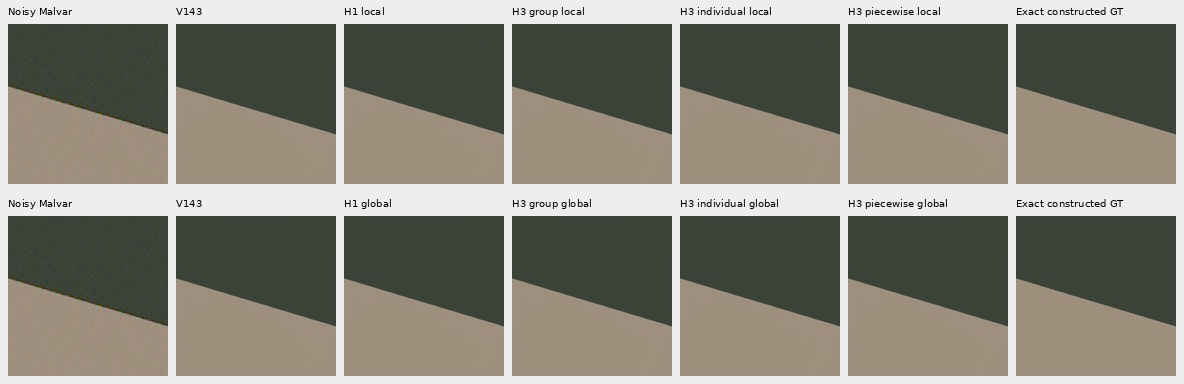 Noisy Malvar V143 H1 local H3 group local H3 individual local H3 piecewise local Exact constructed GT
Noisy Malvar V143 H1 global H3 group global H3 individual global H3 piecewise global Exact constructed GT